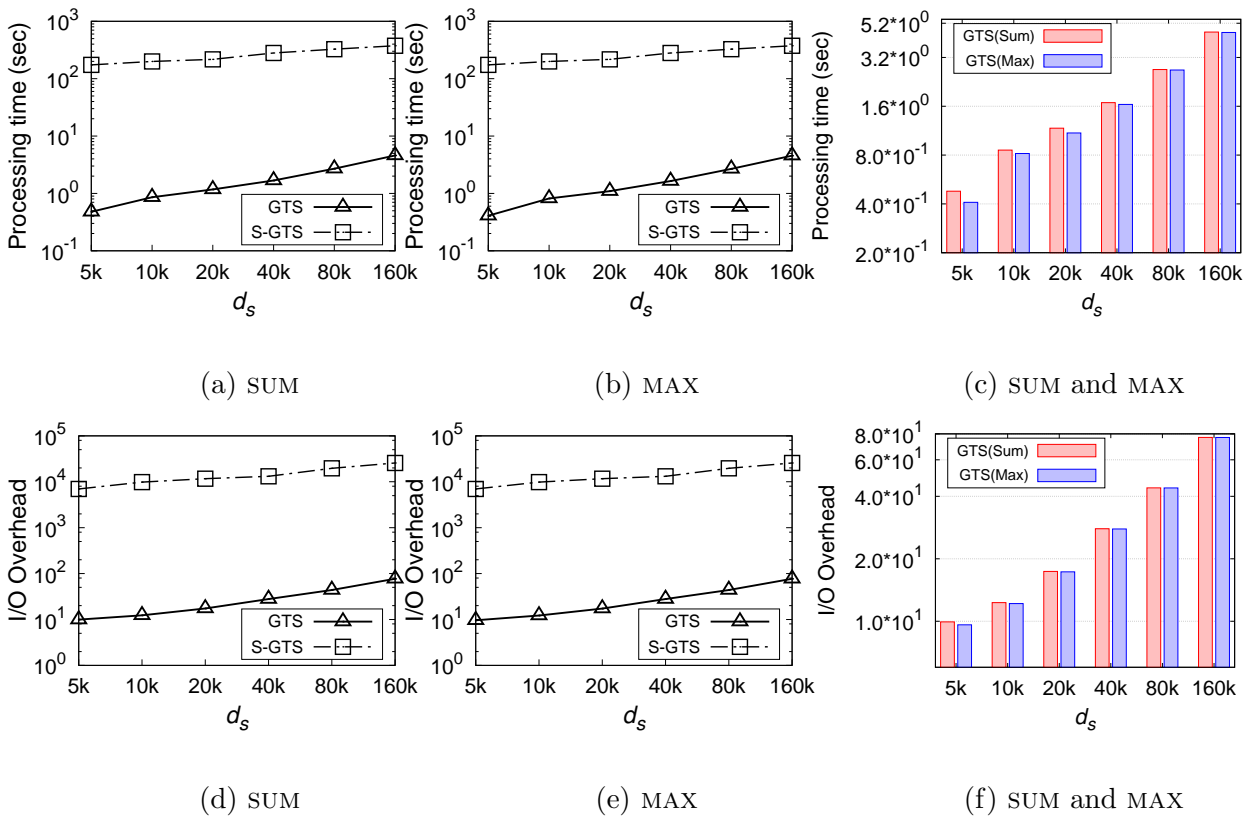 Processing time (sec)
10^3
10^2
10^1
10^0
10^-1
GTS
S-GTS
5k 10k 20k 40k 80k 160k
d_s
(a) SUM
Processing time (sec)
10^3
10^2
10^1
10^0
10^-1
GTS
S-GTS
5k 10k 20k 40k 80k 160k
d_s
(b) MAX
Processing time (sec)
5.2*10^0
3.2*10^0
1.6*10^0
8.0*10^-1
4.0*10^-1
2.0*10^-1
GTS(Sum)
GTS(Max)
5k 10k 20k 40k 80k 160k
d_s
(c) SUM and MAX
I/O Overhead
10^5
10^4
10^3
10^2
10^1
10^0
GTS
S-GTS
5k 10k 20k 40k 80k 160k
d_s
(d) SUM
I/O Overhead
10^5
10^4
10^3
10^2
10^1
10^0
GTS
S-GTS
5k 10k 20k 40k 80k 160k
d_s
(e) MAX
I/O Overhead
8.0*10^1
6.0*10^1
4.0*10^1
2.0*10^1
1.0*10^1
GTS(Sum)
GTS(Max)
5k 10k 20k 40k 80k 160k
d_s
(f) SUM and MAX